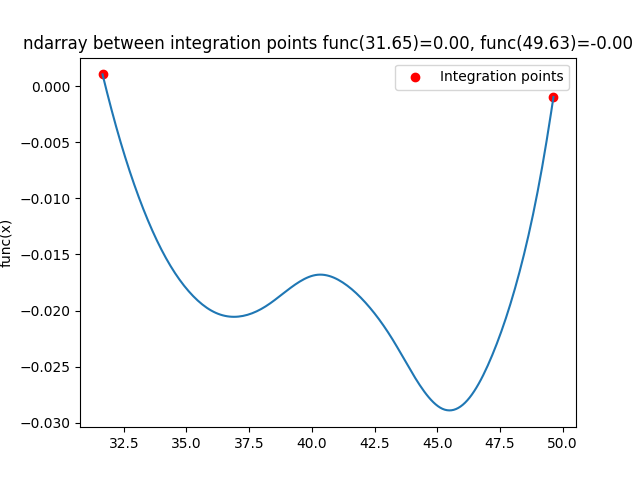 ndarray between integration points func(31.65)=0.00, func(49.63)=-0.00
Integration points
0.000
−0.005
−0.010
−0.015
−0.020
−0.025
−0.030
func(x)
32.5 35.0 37.5 40.0 42.5 45.0 47.5 50.0